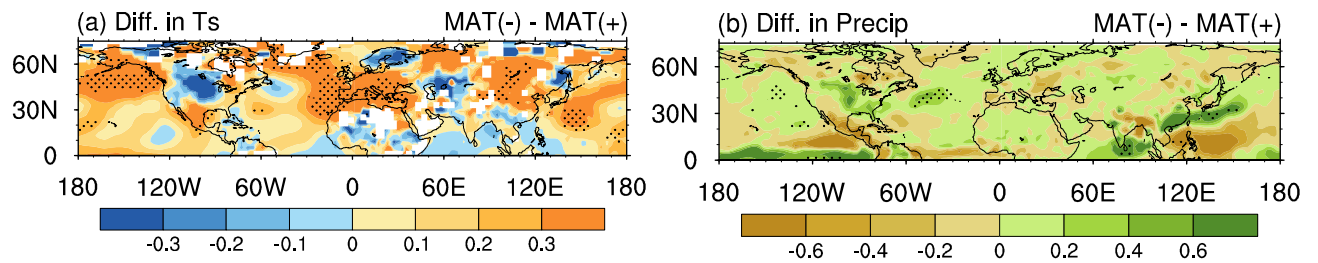 (a) Diff. in Ts MAT(-) - MAT(+)
60N
30N
0
180 120W 60W 0 60E 120E 180
-0.3 -0.2 -0.1 0 0.1 0.2 0.3
(b) Diff. in Precip MAT(-) - MAT(+)
60N
30N
0
180 120W 60W 0 60E 120E 180
-0.6 -0.4 -0.2 0 0.2 0.4 0.6